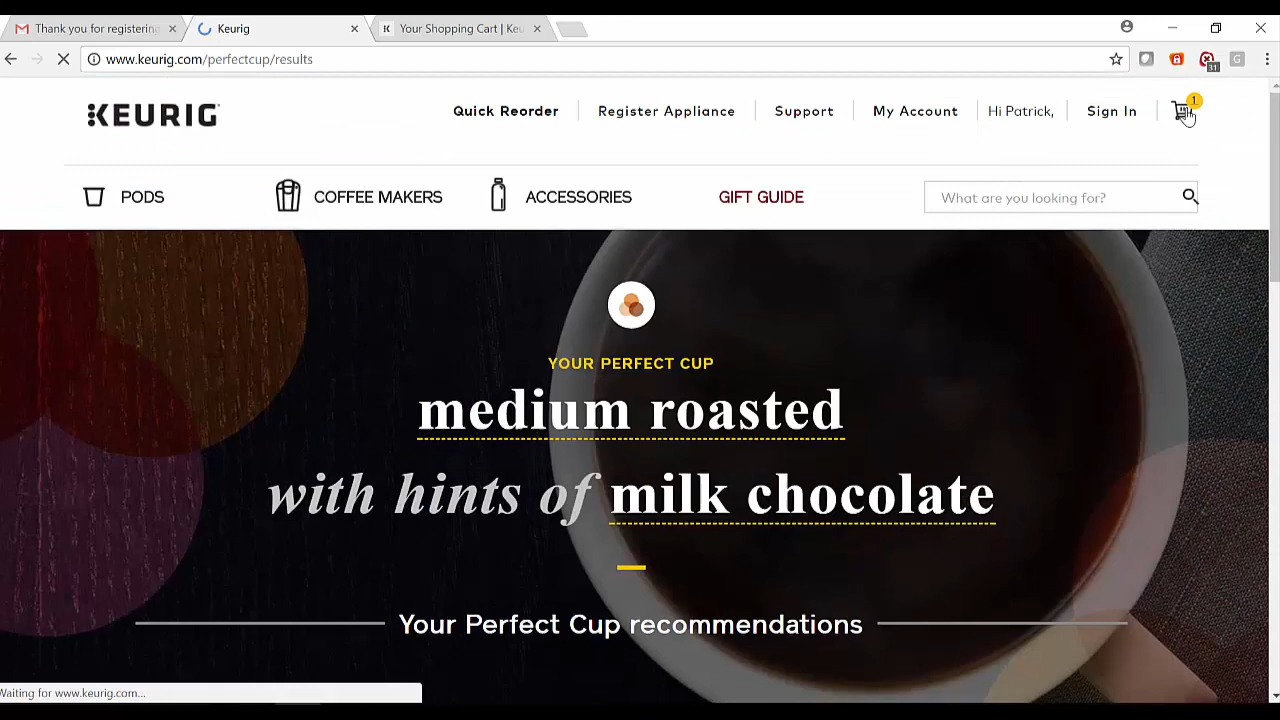 Thank you for registering
Keurig
Your Shopping Cart | Keu
www.keurig.com/perfectcup/results
31
G
KEURIG
Quick Reorder
Register Appliance
Support
My Account
Hi Patrick,
Sign In
1
PODS
COFFEE MAKERS
ACCESSORIES
GIFT GUIDE
What are you looking for?
YOUR PERFECT CUP
medium roasted
with hints of milk chocolate
Your Perfect Cup recommendations
Waiting for www.keurig.com...